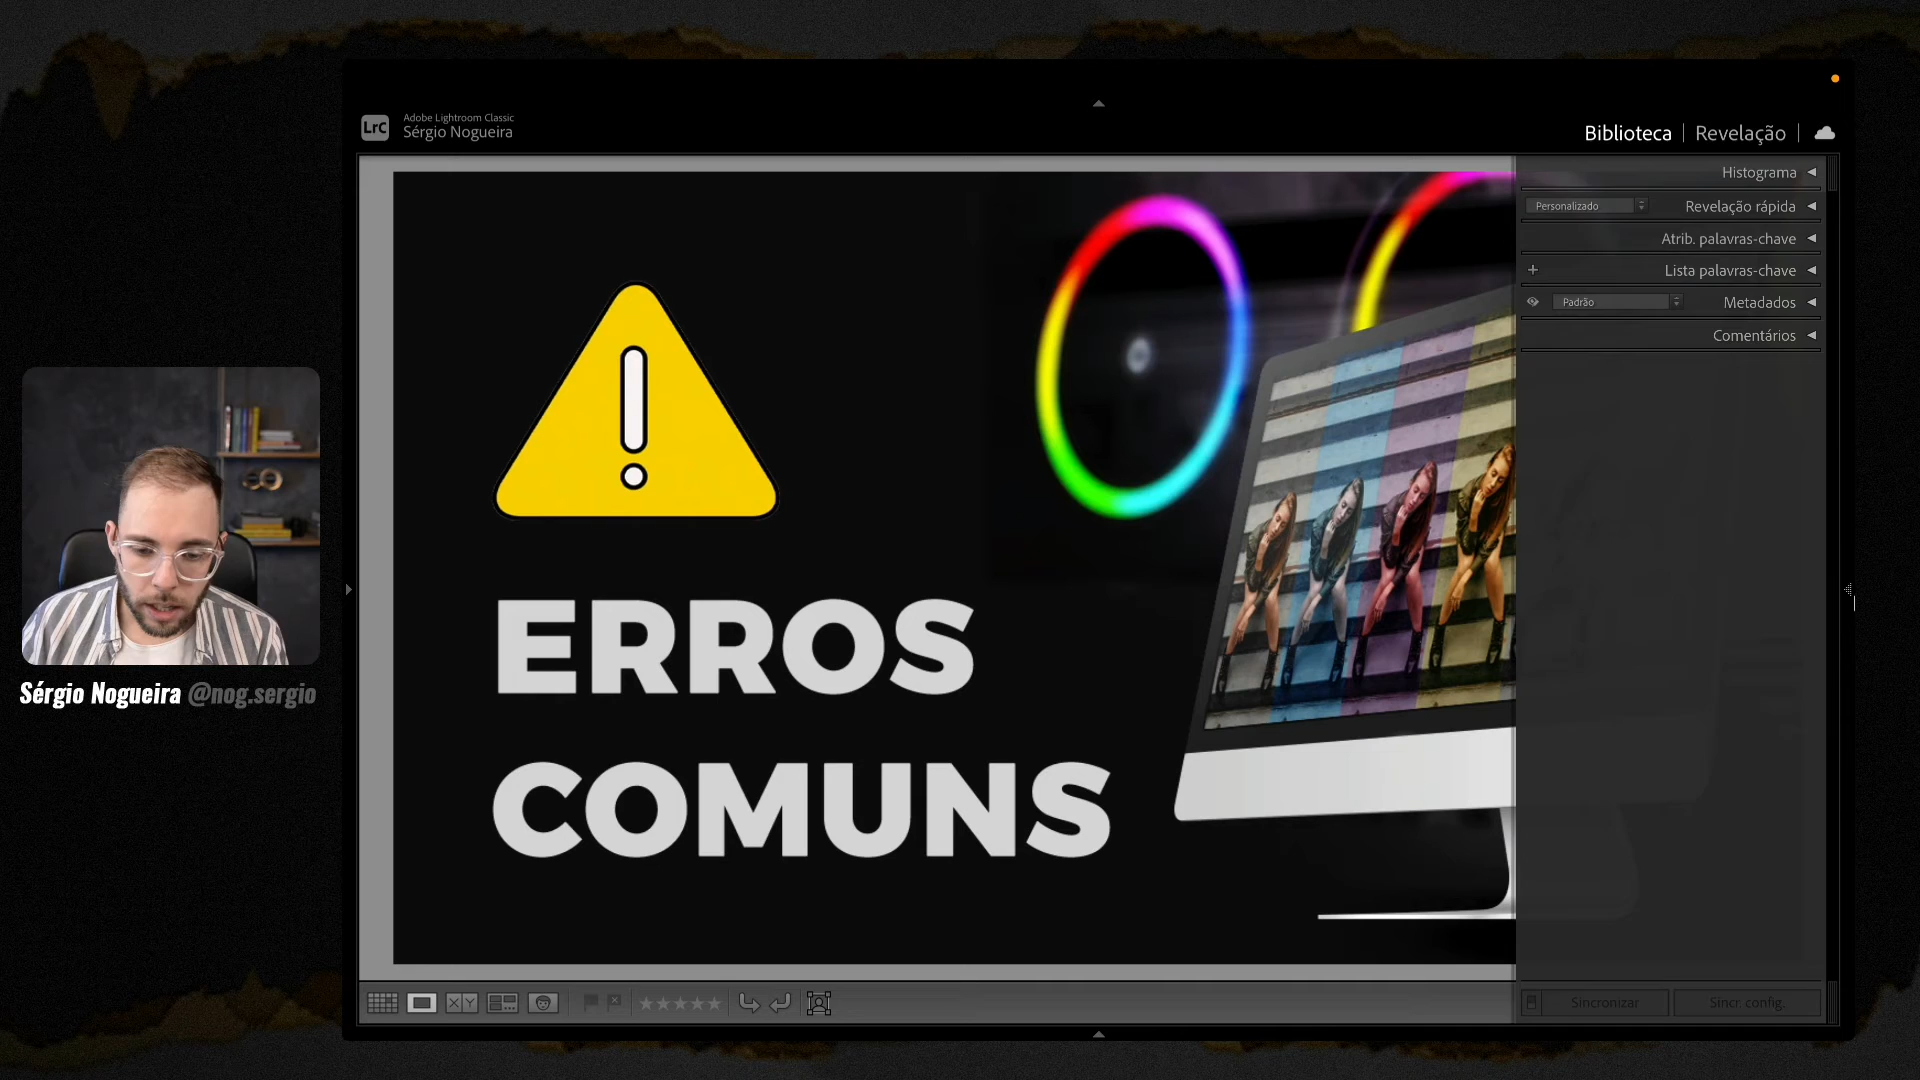 LrC
Adobe Lightroom Classic
Sérgio Nogueira
Biblioteca
Revelação
Histograma
Personalizado
Revelação rápida
Atrib. palavras-chave
Lista palavras-chave
Padrão
Metadados
Comentários
ERROS
COMUNS
Sérgio Nogueira @nog.sergio
X Y
Sincronizar
Sincr. config.